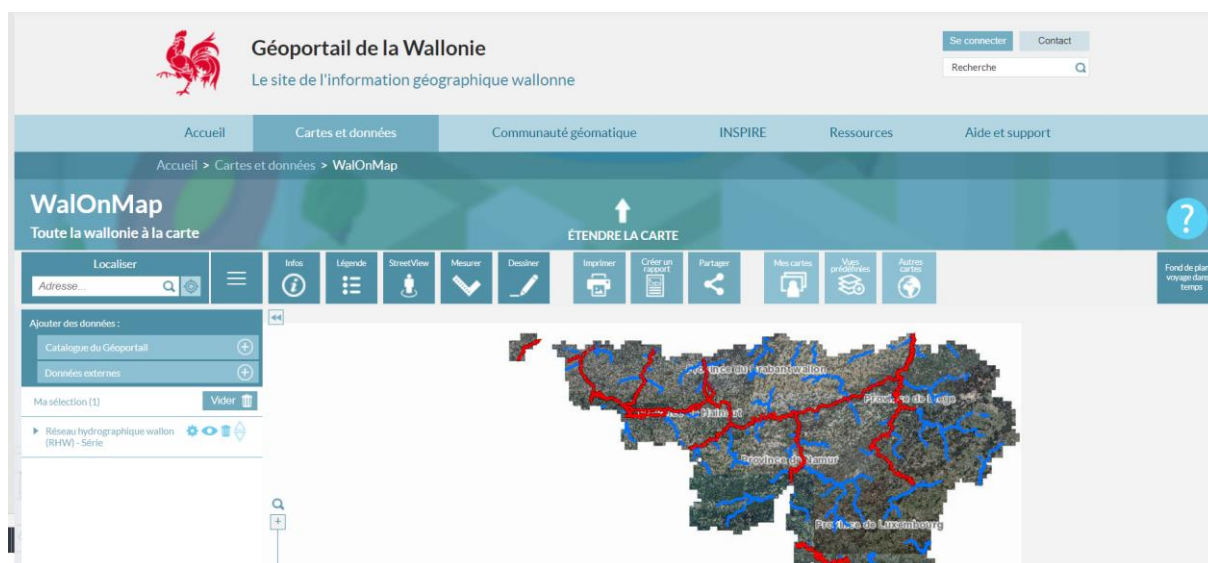 Géoportail de la Wallonie
Le site de l'information géographique wallonne
Se connecter
Contact
Recherche
Accueil
Cartes et données
Communauté géomatique
INSPIRE
Ressources
Aide et support
Accueil > Cartes et données > WalOnMap
WalOnMap
Toute la wallonie à la carte
ÉTENDRE LA CARTE
?
Localiser
Adresse...
Infos
Légende
StreetView
Mesurer
Dessiner
Imprimer
Créer un
rapport
Partager
Mes cartes
Vues
prédéfinies
Autres
cartes
Fond de plan
voyage dans
temps
Ajouter des données :
Catalogue du Géoportail
Données externes
Ma sélection (1)
Vider
Réseau hydrographique wallon
(RHW) - Série
Province du Brabant wallon
Province de Liège
Hainaut
Province de Namur
Province de Luxembourg